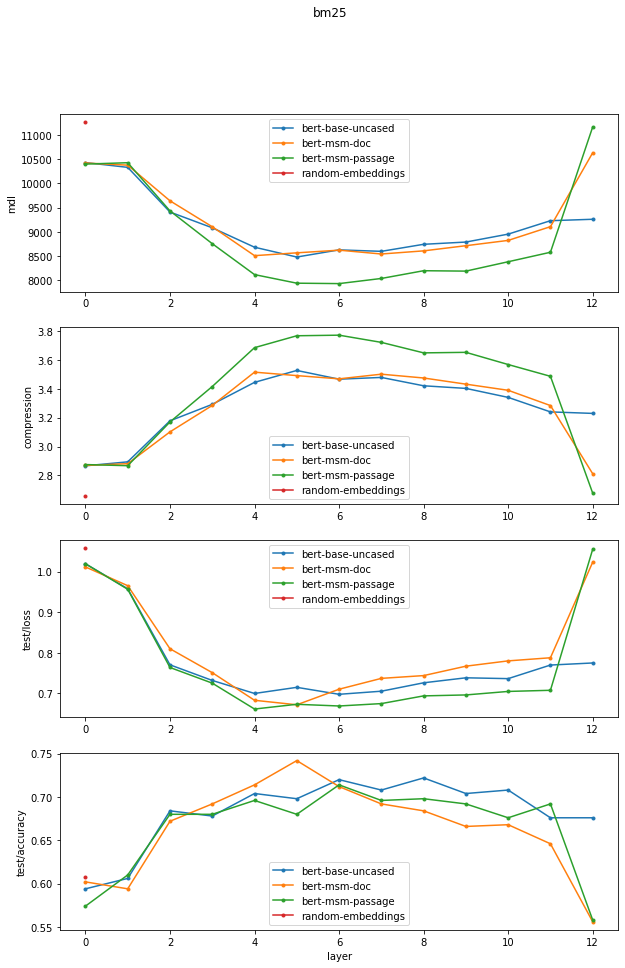 bm25
mdl
11000
10500
10000
9500
9000
8500
8000
bert-base-uncased
bert-msm-doc
bert-msm-passage
random-embeddings
0 2 4 6 8 10 12
compression
3.8
3.6
3.4
3.2
3.0
2.8
bert-base-uncased
bert-msm-doc
bert-msm-passage
random-embeddings
0 2 4 6 8 10 12
test/loss
1.0
0.9
0.8
0.7
bert-base-uncased
bert-msm-doc
bert-msm-passage
random-embeddings
0 2 4 6 8 10 12
test/accuracy
0.75
0.70
0.65
0.60
0.55
bert-base-uncased
bert-msm-doc
bert-msm-passage
random-embeddings
0 2 4 6 8 10 12
layer